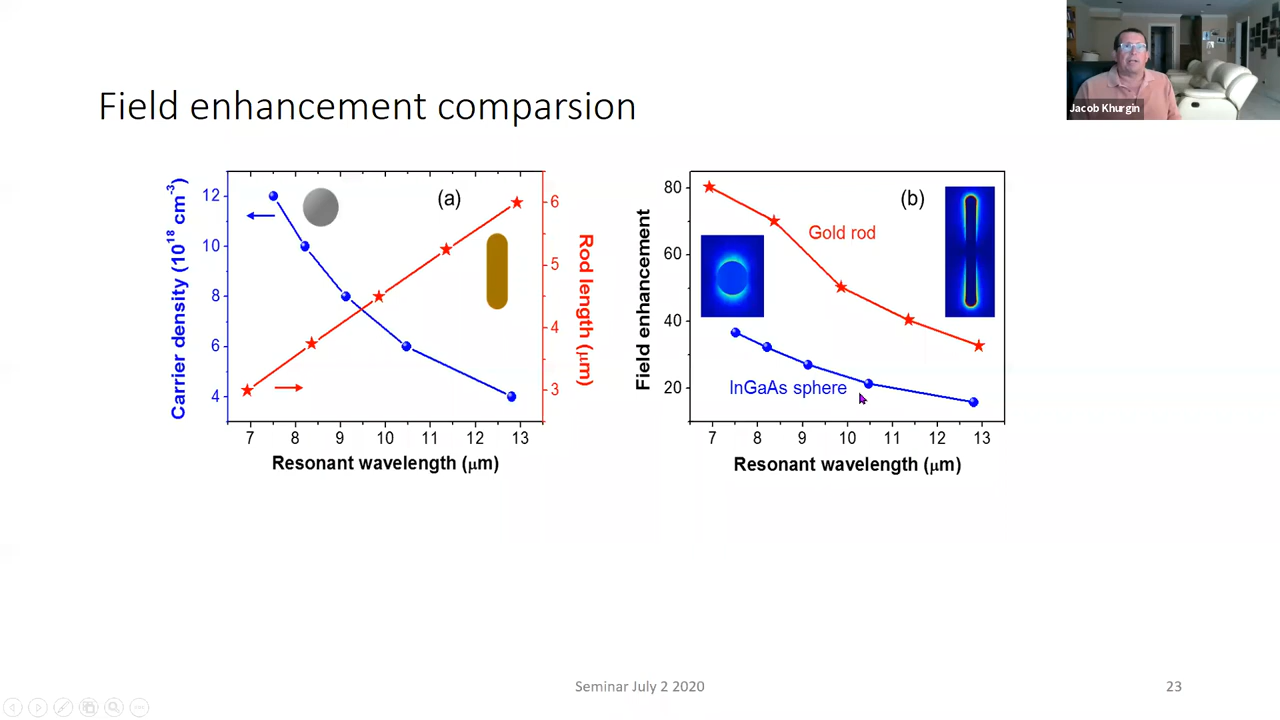 Jacob Khurgin
Field enhancement comparsion
Carrier density (10¹⁸ cm⁻³)
12
10
8
6
4
(a)
6
5
4
3
Rod length (μm)
7 8 9 10 11 12 13
Resonant wavelength (μm)
Field enhancement
80
60
40
20
(b)
Gold rod
InGaAs sphere
7 8 9 10 11 12 13
Resonant wavelength (μm)
Seminar July 2 2020
23